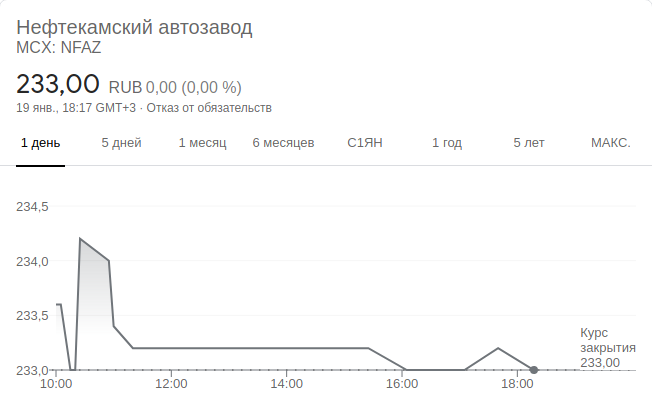 Нефтекамский автозавод
MCX: NFAZ
233,00 RUB 0,00 (0,00 %)
19 янв., 18:17 GMT+3 · Отказ от обязательств
1 день 5 дней 1 месяц 6 месяцев С1ЯН 1 год 5 лет МАКС.
234,5
234,0
233,5
233,0
Курс
закрытия
233,00
10:00 12:00 14:00 16:00 18:00